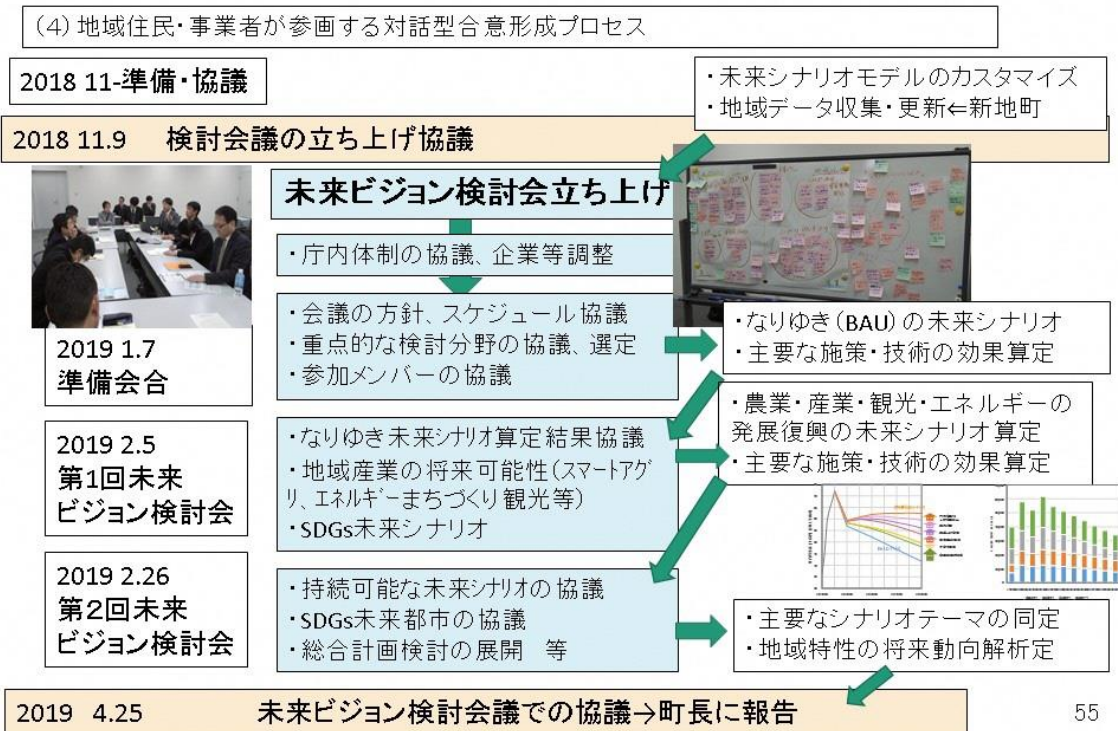 (4)地域住民・事業者が参画する対話型合意形成プロセス
2018 11-準備・協議
・未来シナリオモデルのカスタマイズ
・地域データ収集・更新⇐新地町
2018 11.9 検討会議の立ち上げ協議
未来ビジョン検討会立ち上げ
・庁内体制の協議、企業等調整
2019 1.7
準備会合
・会議の方針、スケジュール協議
・重点的な検討分野の協議、選定
・参加メンバーの協議
・なりゆき(BAU)の未来シナリオ
・主要な施策・技術の効果算定
2019 2.5
第1回未来
ビジョン検討会
・なりゆき未来シナリオ算定結果協議
・地域産業の将来可能性(スマートアグ
リ、エネルギーまちづくり観光等)
・SDGs未来シナリオ
・農業・産業・観光・エネルギーの
発展復興の未来シナリオ算定
・主要な施策・技術の効果算定
2019 2.26
第2回未来
ビジョン検討会
・持続可能な未来シナリオの協議
・SDGs未来都市の協議
・総合計画検討の展開 等
・主要なシナリオテーマの同定
・地域特性の将来動向解析定
2019 4.25 未来ビジョン検討会議での協議→町長に報告
55